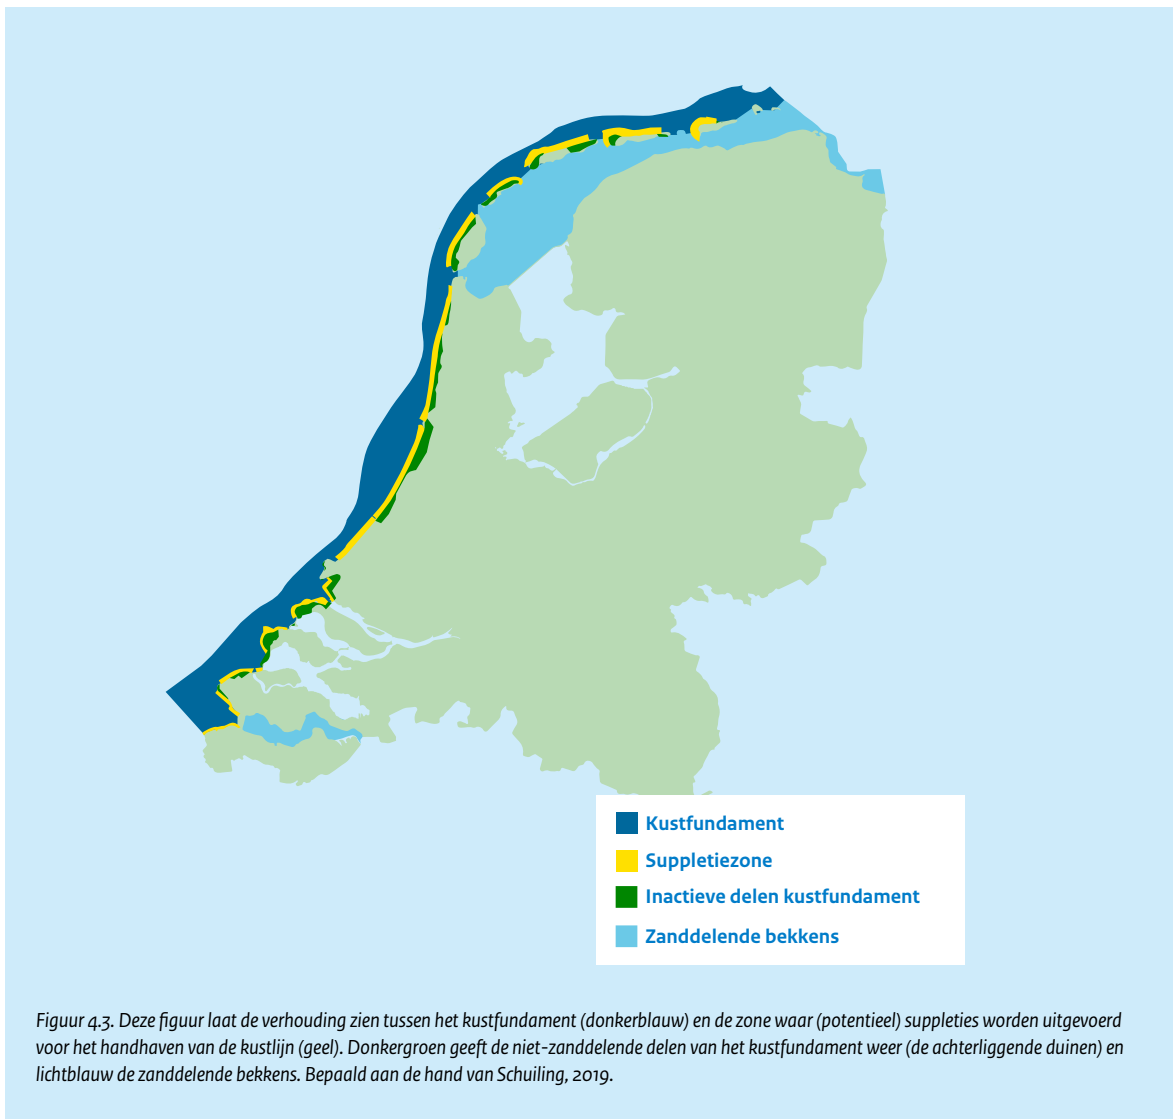 Kustfundament
Suppletiezone
Inactieve delen kustfundament
Zanddelende bekkens
Figuur 4.3. Deze figuur laat de verhouding zien tussen het kustfundament (donkerblauw) en de zone waar (potentieel) suppleties worden uitgevoerd
voor het handhaven van de kustlijn (geel). Donkergroen geeft de niet-zanddelende delen van het kustfundament weer (de achterliggende duinen) en
lichtblauw de zanddelende bekkens. Bepaald aan de hand van Schuiling, 2019.